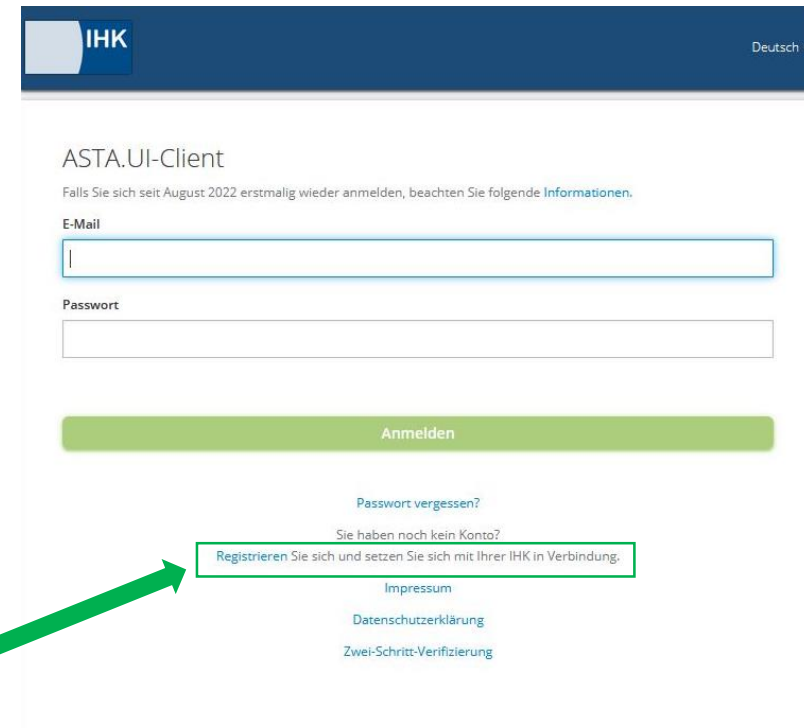 IHK
Deutsch
ASTA.UI-Client
Falls Sie sich seit August 2022 erstmalig wieder anmelden, beachten Sie folgende Informationen.
E-Mail
Passwort
Anmelden
Passwort vergessen?
Sie haben noch kein Konto?
Registrieren Sie sich und setzen Sie sich mit Ihrer IHK in Verbindung.
Impressum
Datenschutzerklärung
Zwei-Schritt-Verifizierung